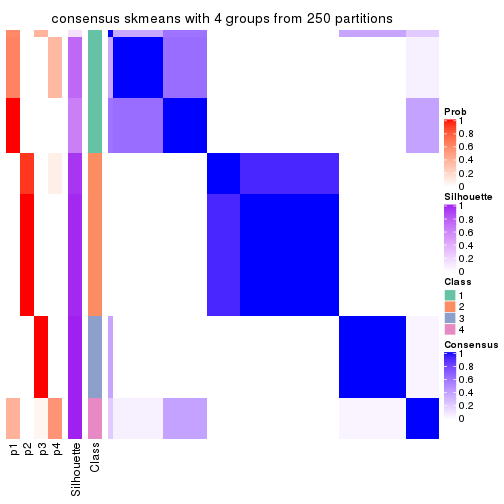 consensus skmeans with 4 groups from 250 partitions
Prob
1
0.8
0.6
0.4
0.2
0
Silhouette
1
0.8
0.6
0.4
0.2
0
Class
1
2
3
4
Consensus
1
0.8
0.6
0.4
0.2
0
p1
p2
p3
p4
Silhouette
Class